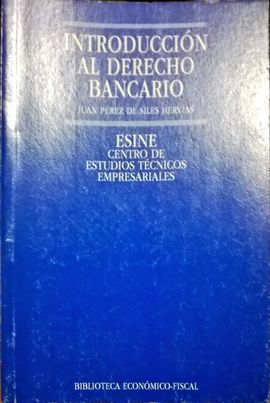 INTRODUCCIÓN
AL DERECHO
BANCARIO
JUAN PÉREZ DE SILES HERVÍAS
ESINE
CENTRO DE
ESTUDIOS TÉCNICOS
EMPRESARIALES
BIBLIOTECA ECONÓMICO-FISCAL